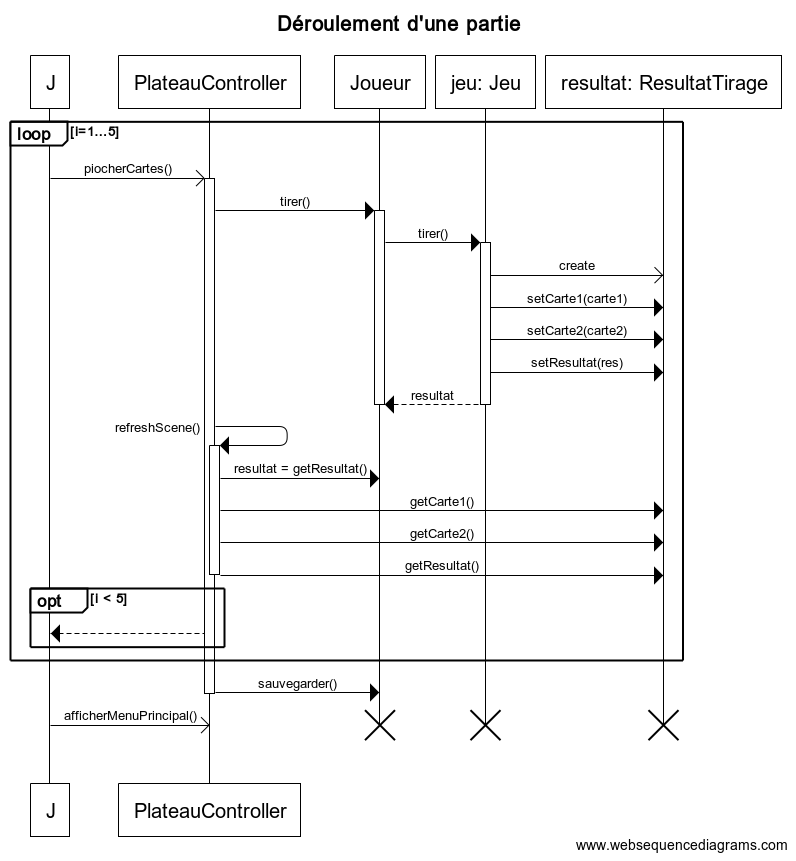 Déroulement d'une partie
J
PlateauController
Joueur
jeu: Jeu
resultat: ResultatTirage
loop
[i=1...5]
piocherCartes()
tirer()
tirer()
create
setCarte1(carte1)
setCarte2(carte2)
setResultat(res)
resultat
refreshScene()
resultat = getResultat()
getCarte1()
getCarte2()
getResultat()
opt
[i < 5]
sauvegarder()
afficherMenuPrincipal()
J
PlateauController
www.websequencediagrams.com